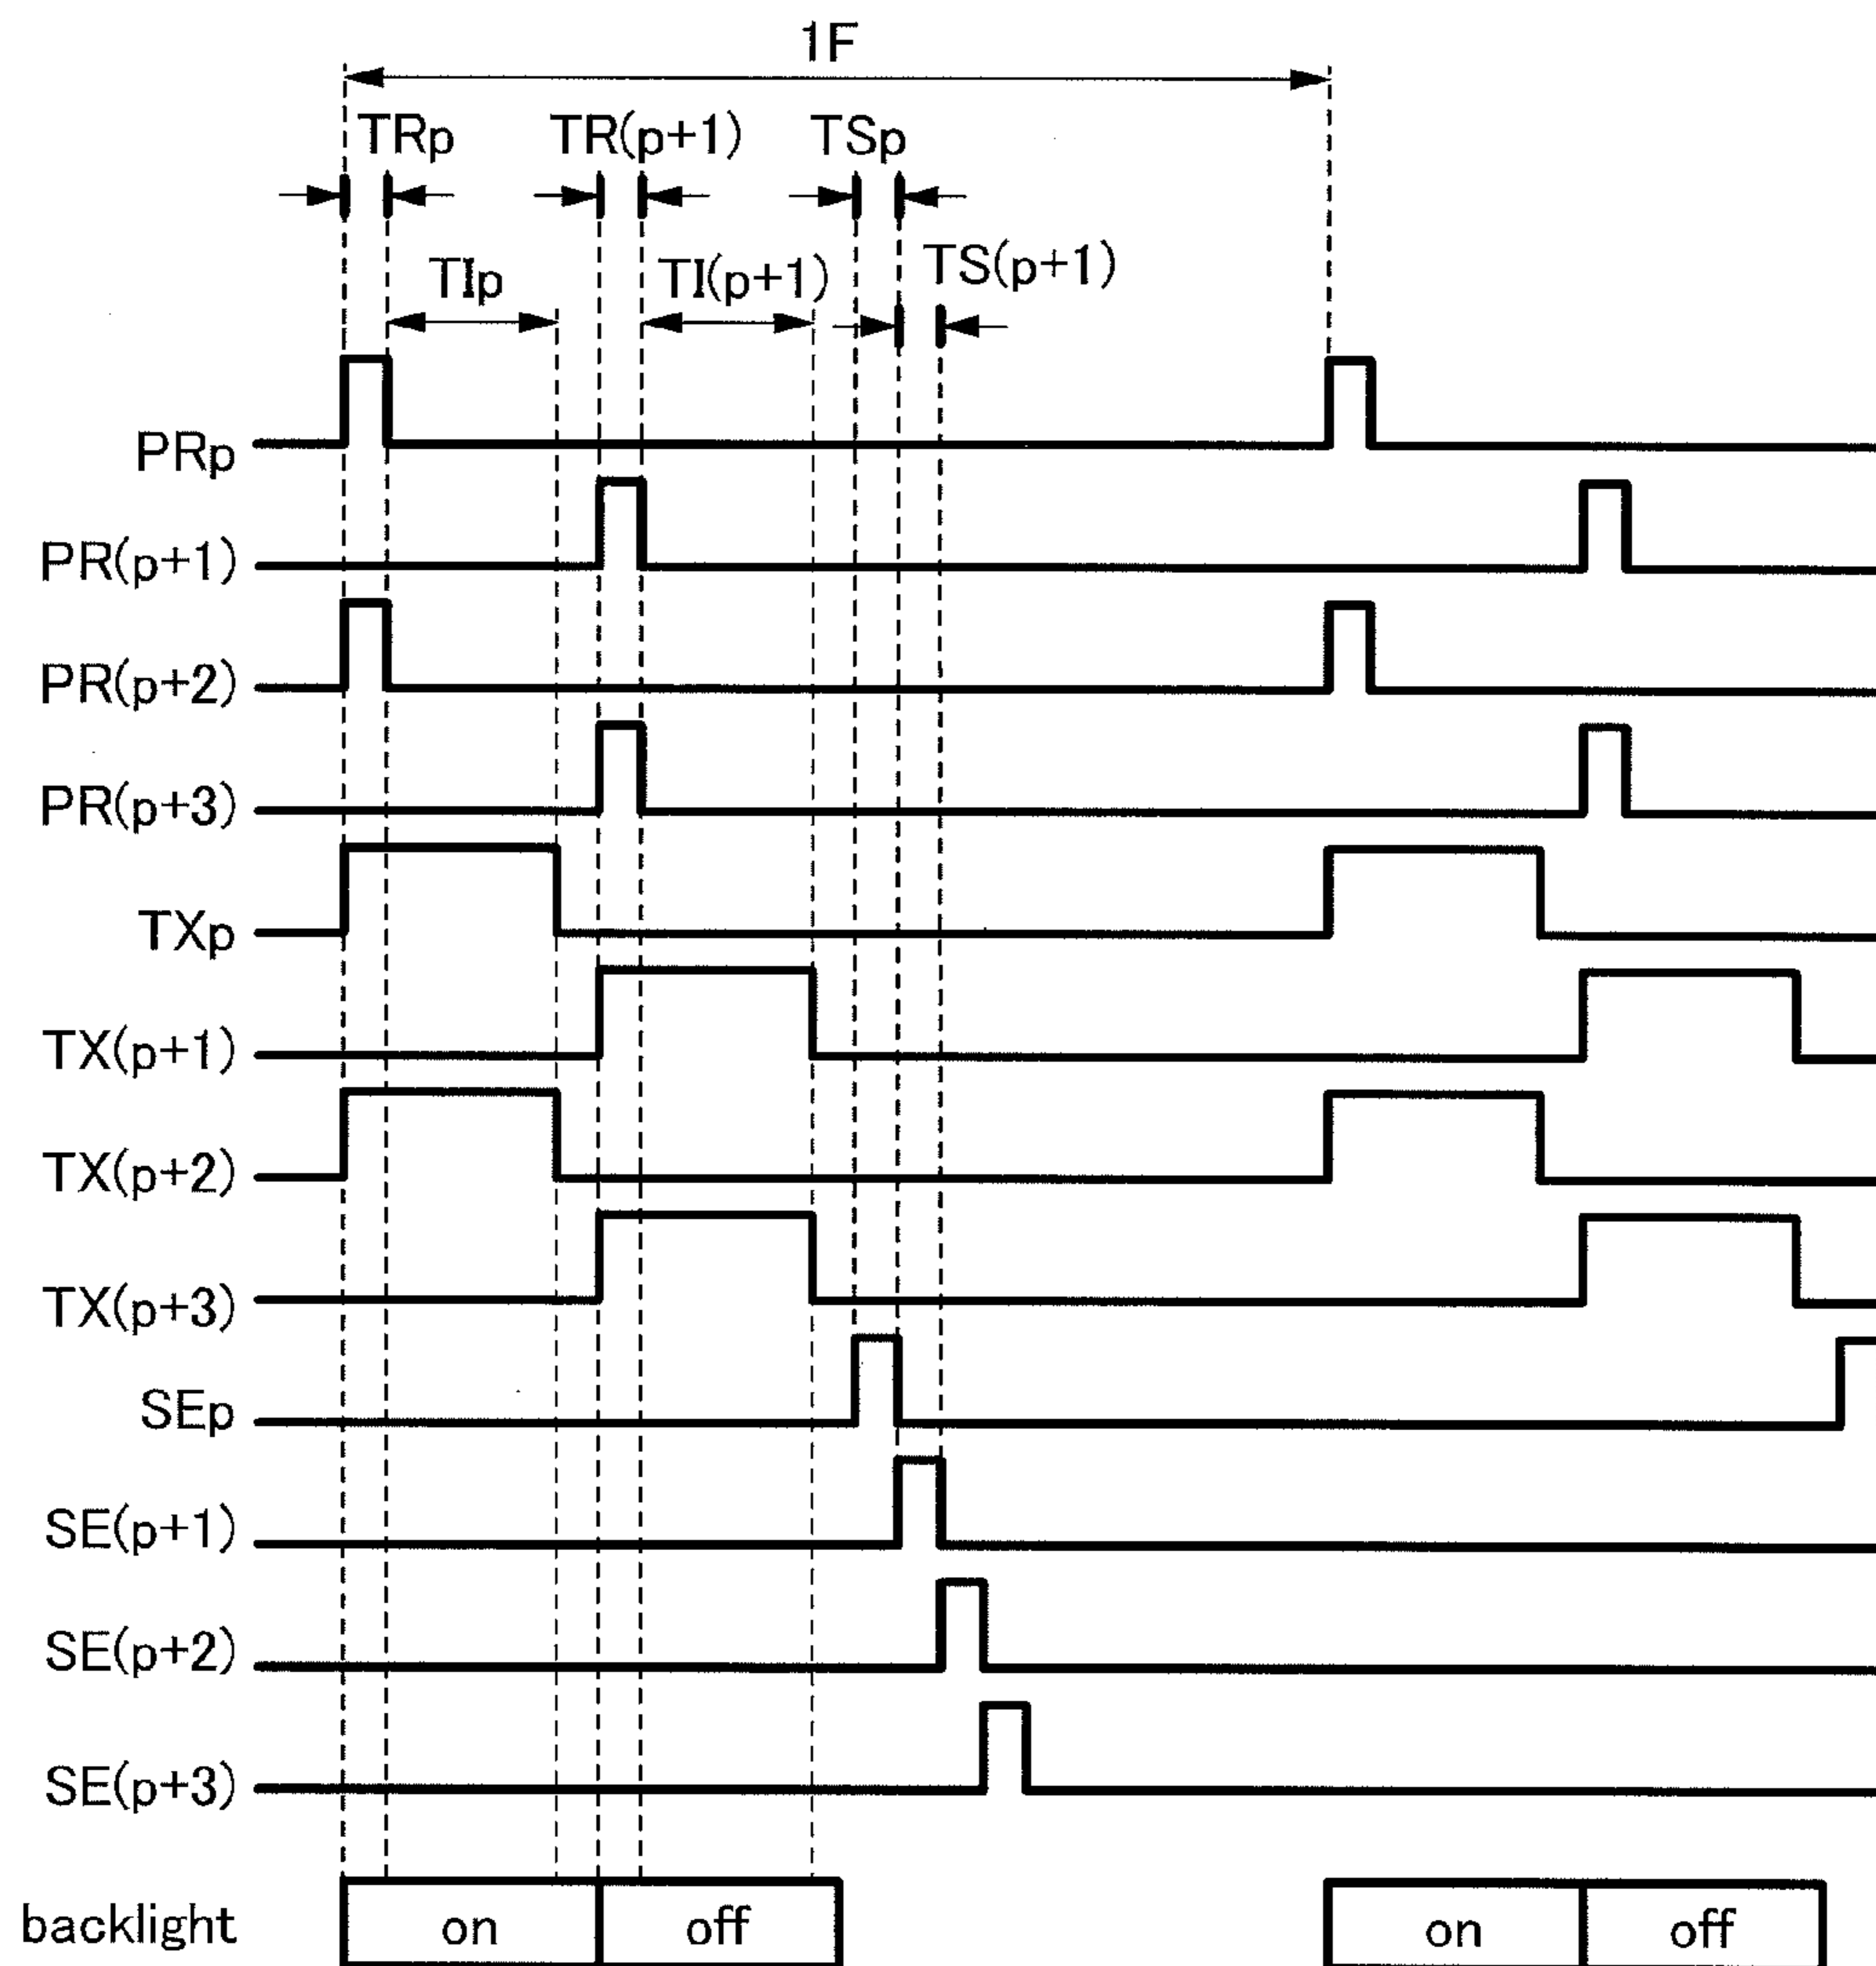 1F
TRp TR(p+1) TSp
TIp TI(p+1) TS(p+1)
PRp
PR(p+1)
PR(p+2)
PR(p+3)
TXp
TX(p+1)
TX(p+2)
TX(p+3)
SEp
SE(p+1)
SE(p+2)
SE(p+3)
backlight on off on off